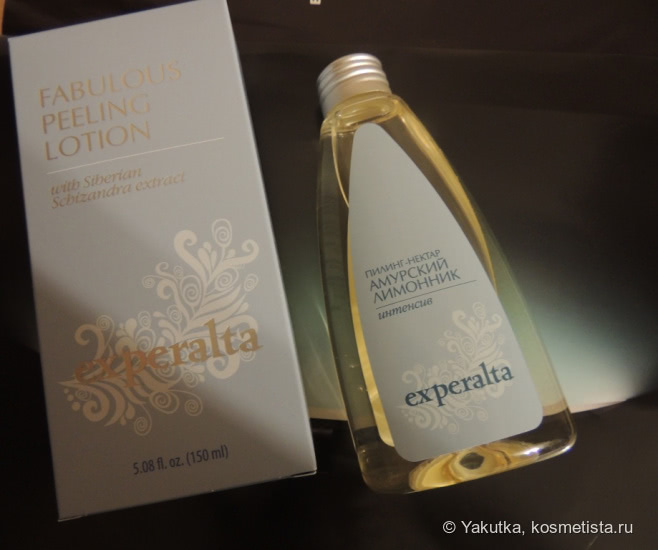 FABULOUS
PEELING
LOTION
with Siberian
Schizandra extract
experalta
5.08 fl. oz. (150 ml)
ПИЛИНГ-НЕКТАР
АМУРСКИЙ
ЛИМОННИК
интенсив
experalta
© Yakutka, kosmetista.ru